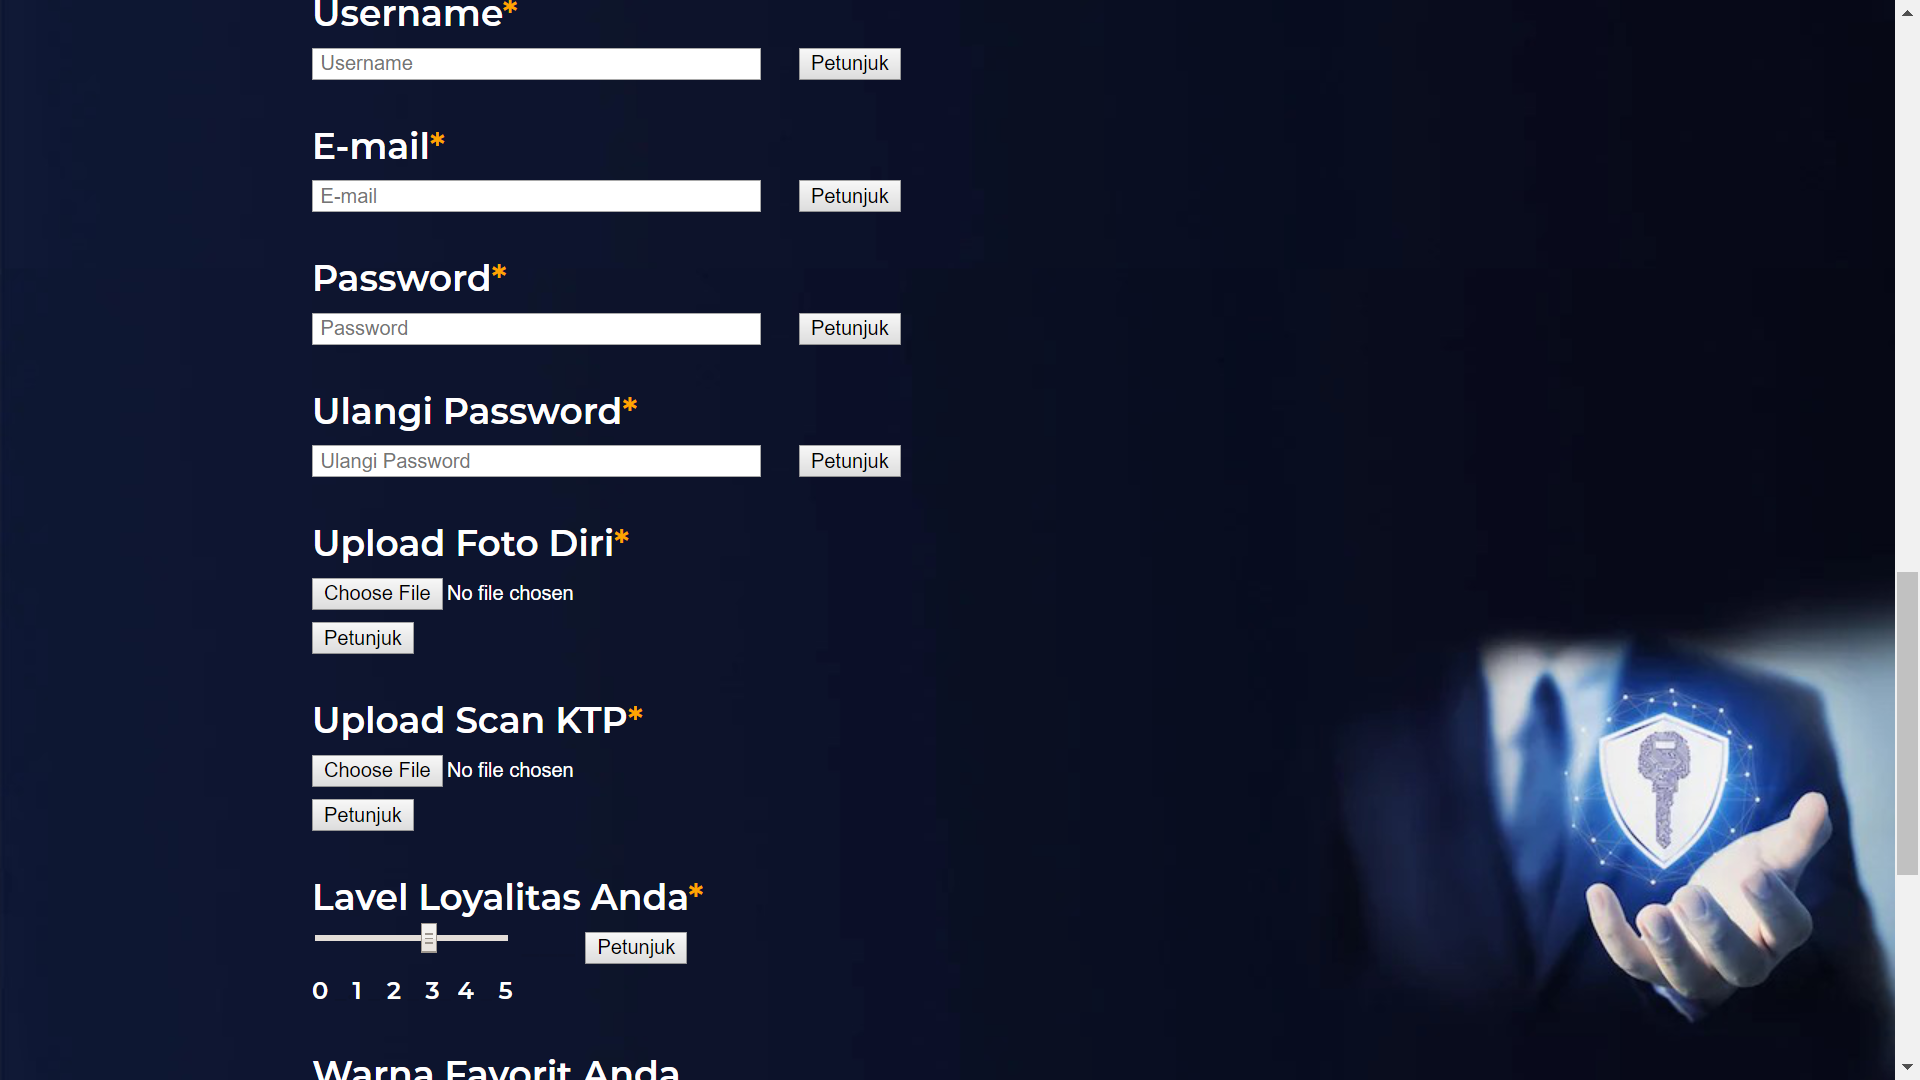 Username*
Username Petunjuk
E-mail*
E-mail Petunjuk
Password*
Password Petunjuk
Ulangi Password*
Ulangi Password Petunjuk
Upload Foto Diri*
Choose File No file chosen
Petunjuk
Upload Scan KTP*
Choose File No file chosen
Petunjuk
Lavel Loyalitas Anda*
Petunjuk
0 1 2 3 4 5
Warna Favorit Anda